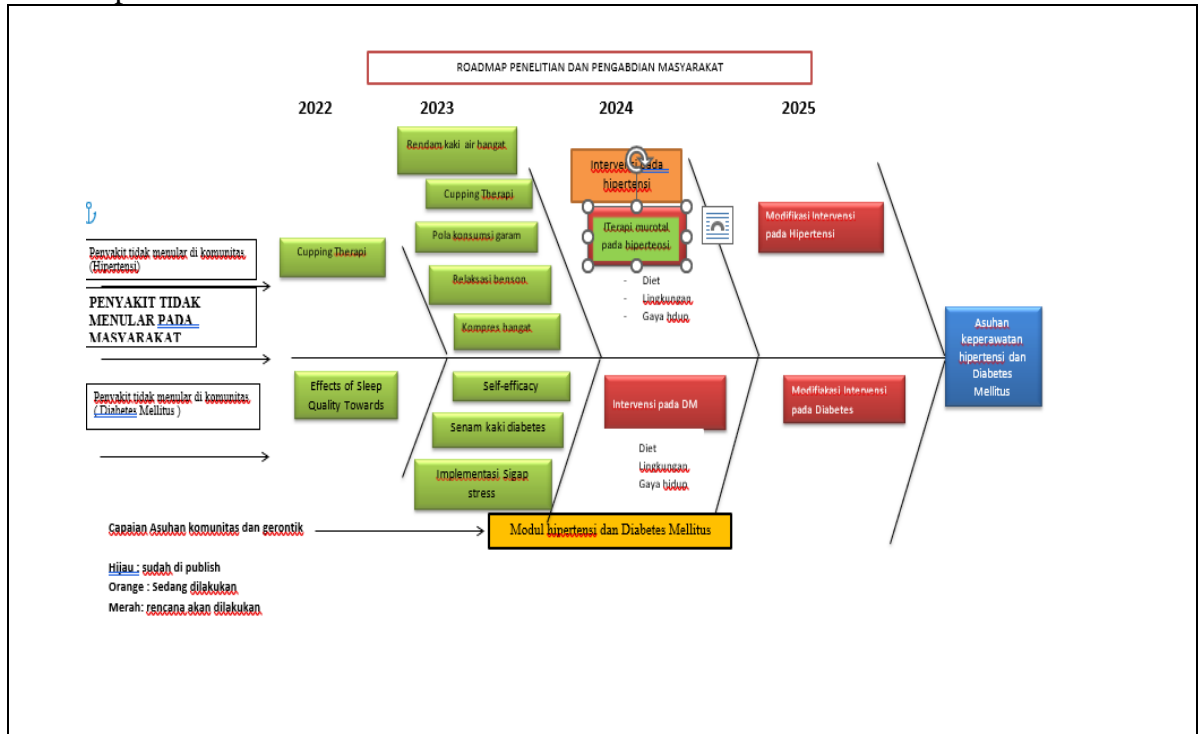 ROADMAP PENELITIAN DAN PENGABDIAN MASYARAKAT
2022
2023
2024
2025
Rendam kaki air hangat
Cupping Therapi
Pola konsumsi garam
Relaksasi benson
Kompres hangat
Intervensi pada
hipertensi
iTerapi murotal
pada hipertensi
- Diet
- Lingkungan
- Gaya hdup
Modifikasi Intervensi
pada Hipertensi
Penyakit tidak menular di komunitas
(Hipertensi)
Cupping Therapi
PENYAKIT TIDAK
MENULAR PADA
MASYARAKAT
Penyakit tidak menular di komunitas
( Diabetes Mellitus )
Effects of Sleep
Quality Towards
Self-efficacy
Senam kaki diabetes
Implementasi Sigap
stress
Intervensi pada DM
Diet
Lingkungan
Gaya hidup
Modifiakasi Intervensi
pada Diabetes
Asuhan
keperawatan
hipertensi dan
Diabetes
Mellitus
Capaian Asuhan komunitas dan gerontik
Modul hipertensi dan Diabetes Mellitus
Hijau : sudah di publish
Orange : Sedang dilakukan
Merah: rencana akan dilakukan